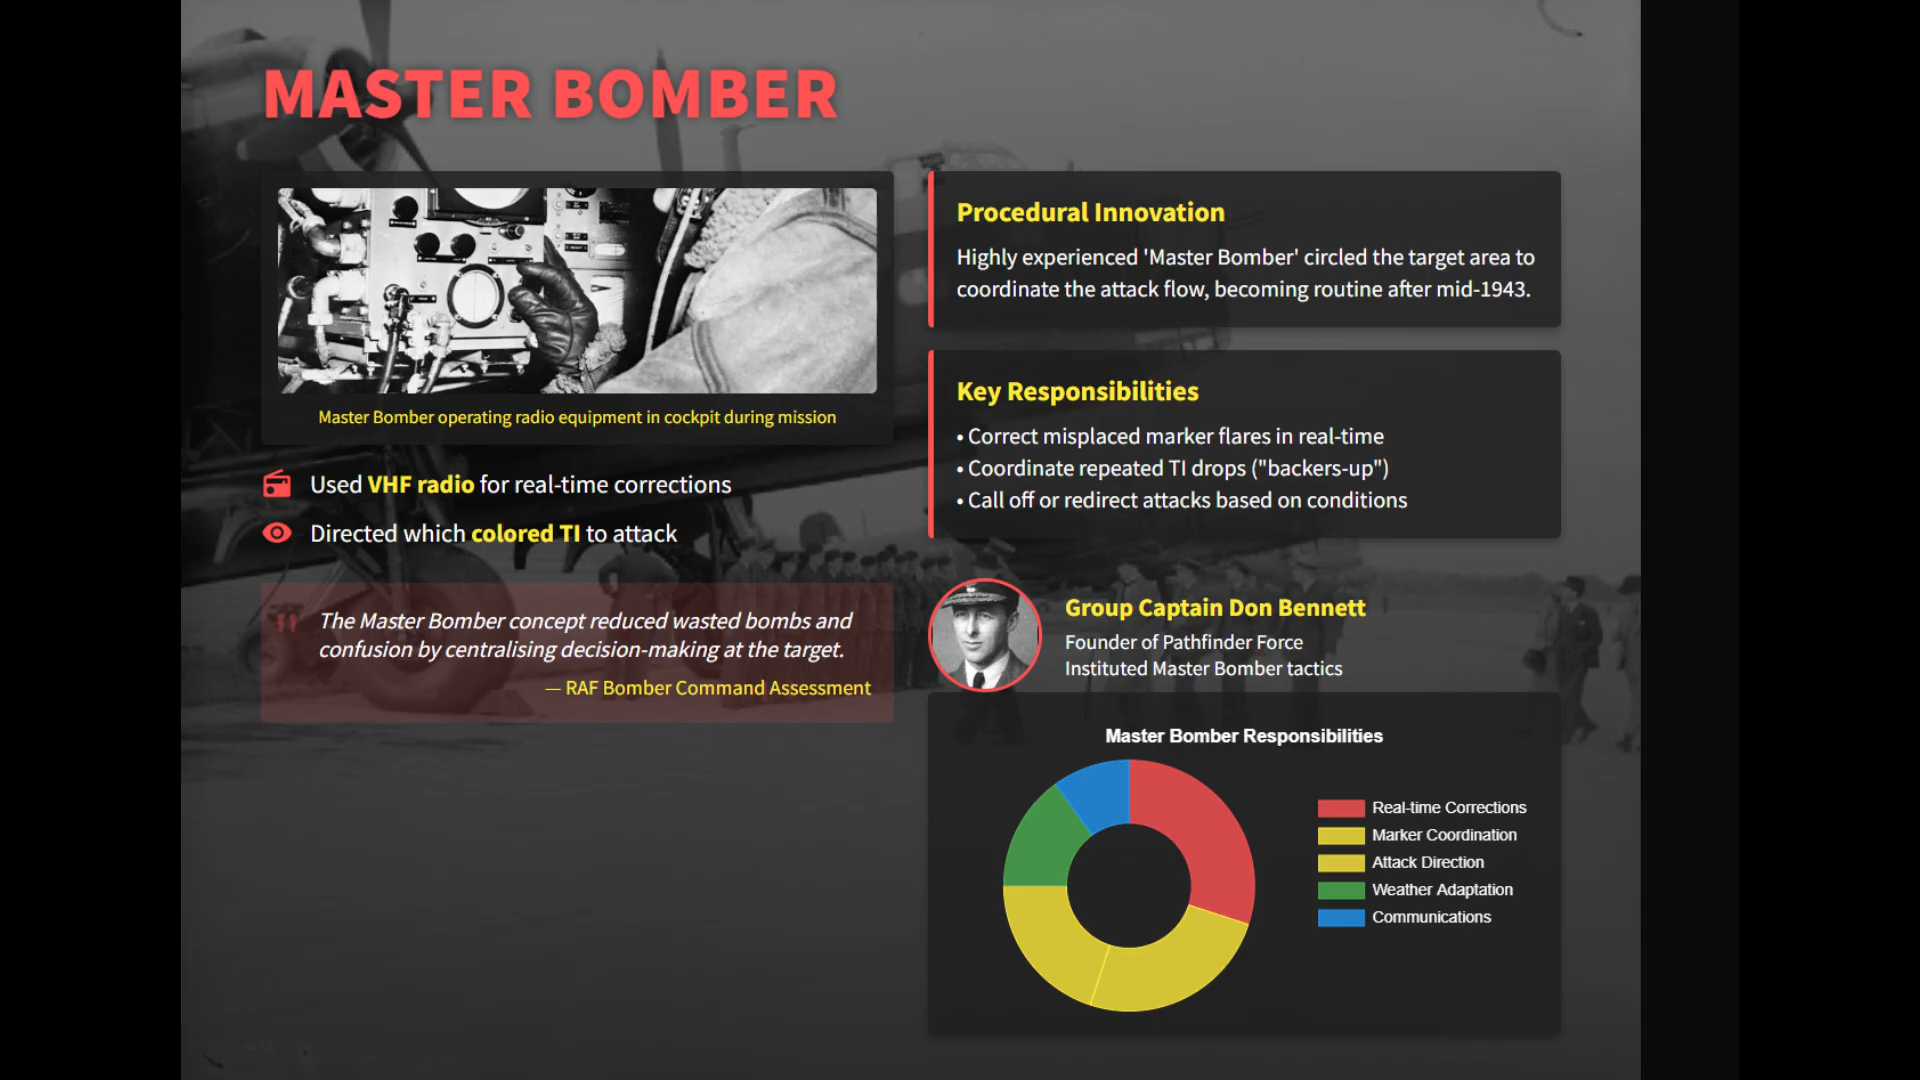 MASTER BOMBER
Master Bomber operating radio equipment in cockpit during mission
Used VHF radio for real-time corrections
Directed which colored TI to attack
"
The Master Bomber concept reduced wasted bombs and
confusion by centralising decision-making at the target.
— RAF Bomber Command Assessment
Procedural Innovation
Highly experienced 'Master Bomber' circled the target area to
coordinate the attack flow, becoming routine after mid-1943.
Key Responsibilities
• Correct misplaced marker flares in real-time
• Coordinate repeated TI drops ("backers-up")
• Call off or redirect attacks based on conditions
Group Captain Don Bennett
Founder of Pathfinder Force
Instituted Master Bomber tactics
Master Bomber Responsibilities
Real-time Corrections
Marker Coordination
Attack Direction
Weather Adaptation
Communications